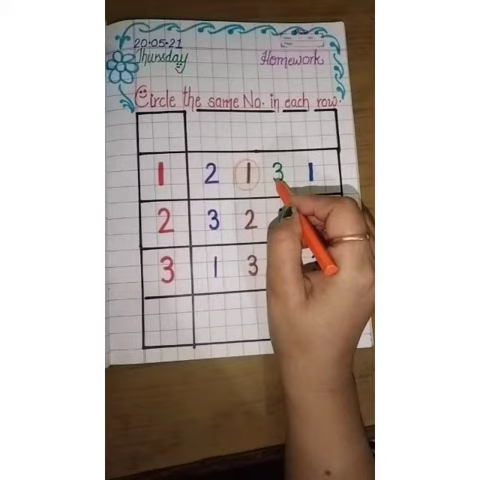 20.05.21
Thursday
Homework
Circle the same No. in each row.
1 2 1 3 1
2 3 2
3 1 3